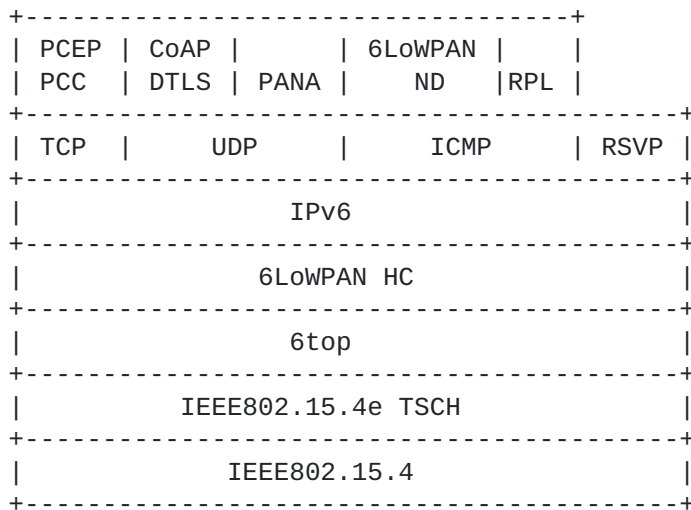 | PCEP | CoAP | | 6LoWPAN | |
| PCC | DTLS | PANA | ND |RPL |
| TCP | UDP | ICMP | RSVP |
| IPv6 |
| 6LoWPAN HC |
| 6top |
| IEEE802.15.4e TSCH |
| IEEE802.15.4 |